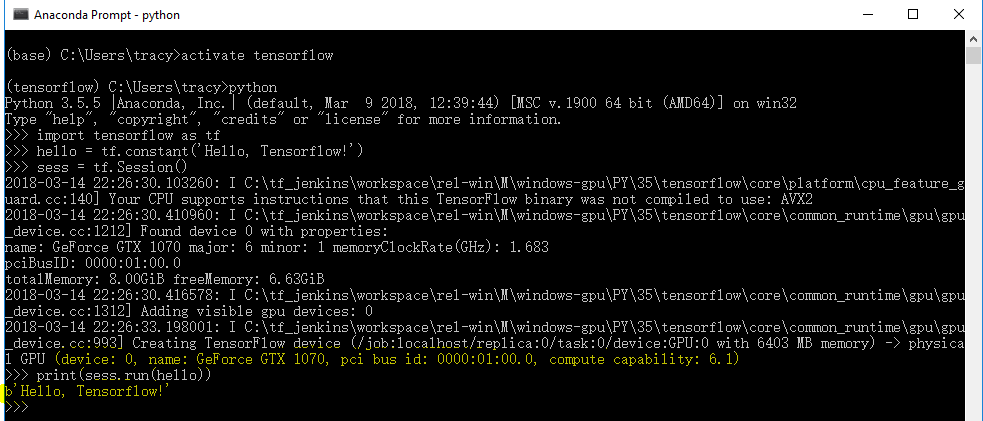 Anaconda Prompt - python
(base) C:\Users\tracy>activate tensorflow
(tensorflow) C:\Users\tracy>python
Python 3.5.5 |Anaconda, Inc.| (default, Mar  9 2018, 12:39:44) [MSC v.1900 64 bit (AMD64)] on win32
Type "help", "copyright", "credits" or "license" for more information.
>>> import tensorflow as tf
>>> hello = tf.constant('Hello, Tensorflow!')
>>> sess = tf.Session()
2018-03-14 22:26:30.103260: I C:\tf_jenkins\workspace\rel-win\M\windows-gpu\PY\35\tensorflow\core\platform\cpu_feature_g
uard.cc:140] Your CPU supports instructions that this TensorFlow binary was not compiled to use: AVX2
2018-03-14 22:26:30.410960: I C:\tf_jenkins\workspace\rel-win\M\windows-gpu\PY\35\tensorflow\core\common_runtime\gpu\gpu
_device.cc:1212] Found device 0 with properties:
name: GeForce GTX 1070 major: 6 minor: 1 memoryClockRate(GHz): 1.683
pciBusID: 0000:01:00.0
totalMemory: 8.00GiB freeMemory: 6.63GiB
2018-03-14 22:26:30.416578: I C:\tf_jenkins\workspace\rel-win\M\windows-gpu\PY\35\tensorflow\core\common_runtime\gpu\gpu
_device.cc:1312] Adding visible gpu devices: 0
2018-03-14 22:26:33.198001: I C:\tf_jenkins\workspace\rel-win\M\windows-gpu\PY\35\tensorflow\core\common_runtime\gpu\gpu
_device.cc:993] Creating TensorFlow device (/job:localhost/replica:0/task:0/device:GPU:0 with 6403 MB memory) -> physica
l GPU (device: 0, name: GeForce GTX 1070, pci bus id: 0000:01:00.0, compute capability: 6.1)
>>> print(sess.run(hello))
b'Hello, Tensorflow!'
>>>